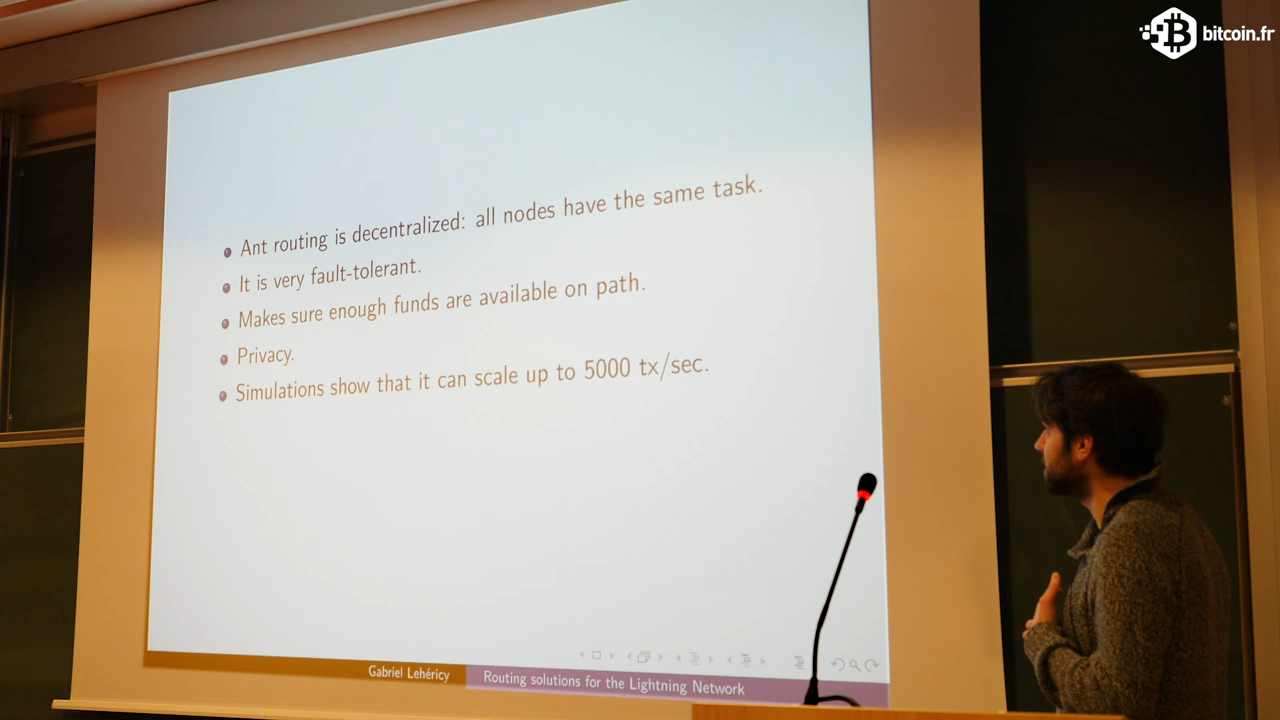 bitcoin.fr
Ant routing is decentralized: all nodes have the same task.
It is very fault-tolerant.
Makes sure enough funds are available on path.
Privacy.
Simulations show that it can scale up to 5000 tx/sec.
Gabriel Lehéricy
Routing solutions for the Lightning Network